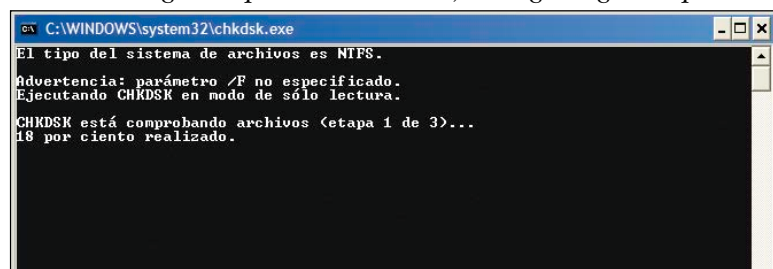 C:\WINDOWS\system32\chkdsk.exe
El tipo del sistema de archivos es NTFS.
Advertencia: parámetro /F no especificado.
Ejecutando CHKDSK en modo de sólo lectura.
CHKDSK está comprobando archivos (etapa 1 de 3)...
18 por ciento realizado.